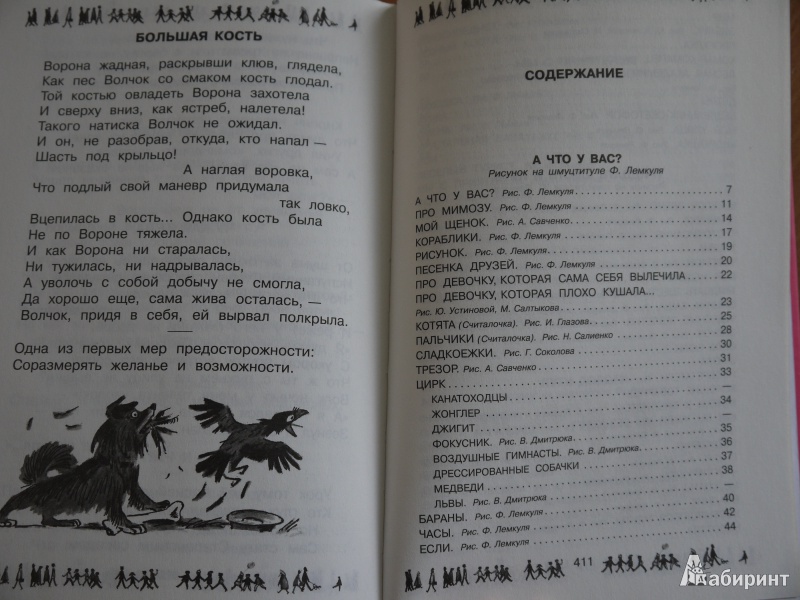 БОЛЬШАЯ КОСТЬ
Ворона жадная, раскрывши клюв, глядела,
Как пес Волчок со смаком кость глодал.
Той костью овладеть Ворона захотела
И сверху вниз, как ястреб, налетела!
Такого натиска Волчок не ожидал.
И он, не разобрав, откуда, кто напал —
Шасть под крыльцо!
А наглая воровка,
Что подлый свой маневр придумала
так ловко,
Вцепилась в кость... Однако кость была
Не по Вороне тяжела.
И как Ворона ни старалась,
Ни тужилась, ни надрывалась,
А уволочь с собой добычу не смогла,
Да хорошо еще, сама жива осталась, —
Волчок, придя в себя, ей вырвал полкрыла.
Одна из первых мер предосторожности:
Соразмерять желанье и возможности.
СОДЕРЖАНИЕ
А ЧТО У ВАС?
Рисунок на шмуцтитуле Ф. Лемкуля
А ЧТО У ВАС? Рис. Ф. Лемкуля 7
ПРО МИМОЗУ. Рис. Ф. Лемкуля 11
МОЙ ЩЕНОК. Рис. А. Савченко 14
КОРАБЛИКИ. Рис. Ф. Лемкуля 17
РИСУНОК. Рис. Ф. Лемкуля 19
ПЕСЕНКА ДРУЗЕЙ. Рис. Ф. Лемкуля 20
ПРО ДЕВОЧКУ, КОТОРАЯ САМА СЕБЯ ВЫЛЕЧИЛА 22
ПРО ДЕВОЧКУ, КОТОРАЯ ПЛОХО КУШАЛА...
Рис. Ю. Устиновой, М. Салтыкова 23
КОТЯТА (Считалочка). Рис. И. Глазова 25
ПАЛЬЧИКИ (Считалочка). Рис. Н. Салиенко 28
СЛАДКОЕЖКИ. Рис. Г. Соколова 30
ТРЕЗОР. Рис. А. Савченко 31
ЦИРК 33
КАНАТОХОДЦЫ —
ЖОНГЛЕР 34
ДЖИГИТ —
ФОКУСНИК. Рис. В. Дмитрюка 35
ВОЗДУШНЫЕ ГИМНАСТЫ. Рис. В. Дмитрюка 36
ДРЕССИРОВАННЫЕ СОБАЧКИ 37
МЕДВЕДИ 38
ЛЬВЫ. Рис. В. Дмитрюка —
БАРАНЫ. Рис. Ф. Лемкуля 40
ЧАСЫ. Рис. Ф. Лемкуля 42
ЕСЛИ. Рис. Ф. Лемкуля 44
411
Лабиринт